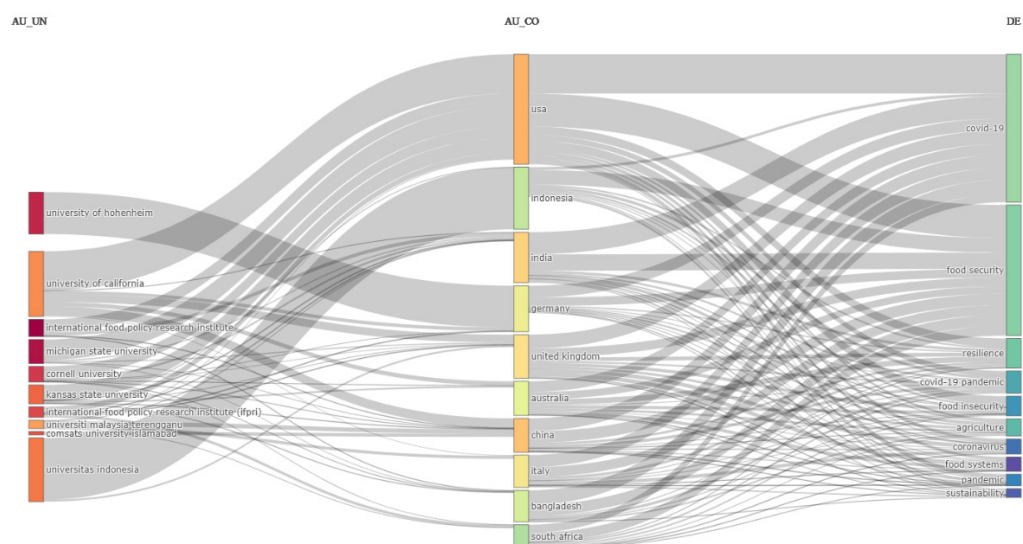 AU_UN
AU_CO
DE
university of hohenheim
university of california
international food policy research institute
michigan state university
cornell university
kansas state university
international food policy research institute (ifpri)
universiti malaysia terengganu
comsats university islamabad
universitas indonesia
usa
indonesia
india
germany
united kingdom
australia
china
italy
bangladesh
south africa
covid-19
food security
resilience
covid-19 pandemic
food insecurity
agriculture
coronavirus
food systems
pandemic
sustainability